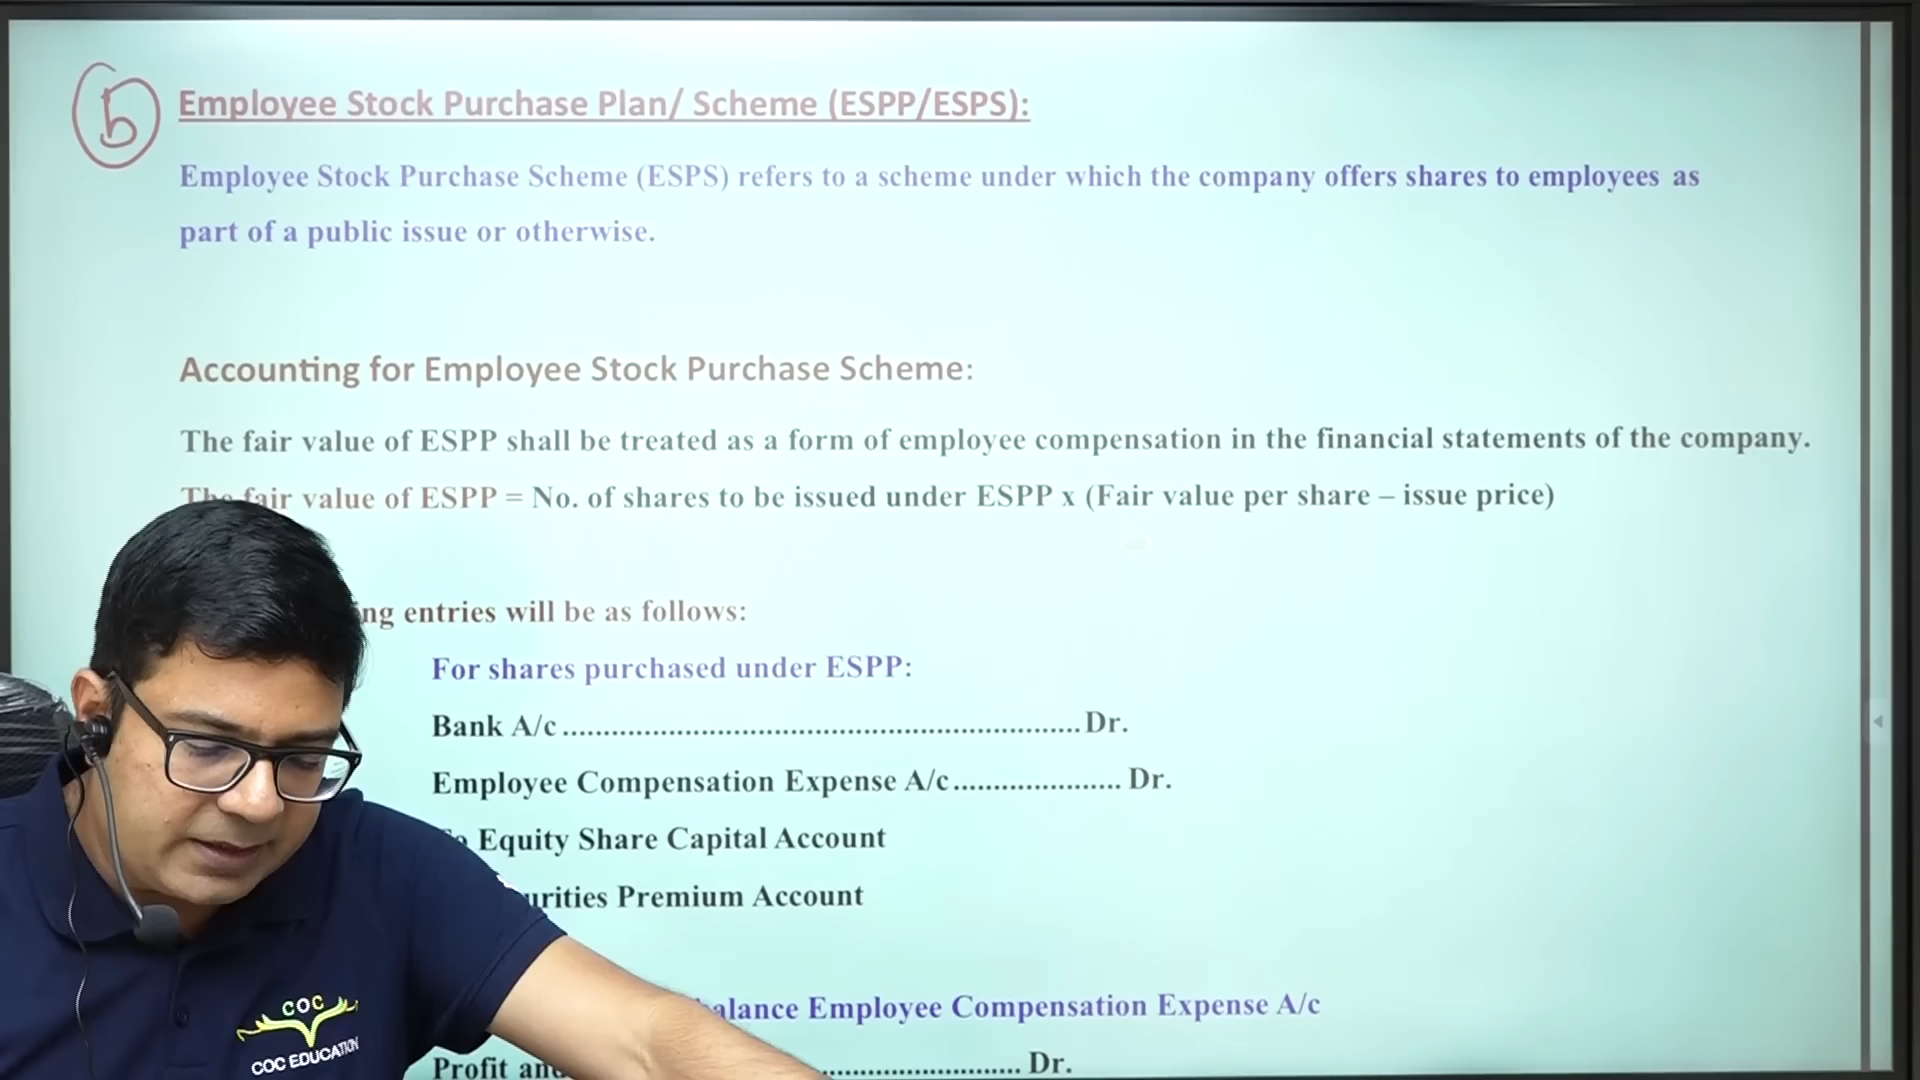 b
Employee Stock Purchase Plan/ Scheme (ESPP/ESPS):
Employee Stock Purchase Scheme (ESPS) refers to a scheme under which the company offers shares to employees as
part of a public issue or otherwise.
Accounting for Employee Stock Purchase Scheme:
The fair value of ESPP shall be treated as a form of employee compensation in the financial statements of the company.
The fair value of ESPP = No. of shares to be issued under ESPP x (Fair value per share – issue price)
entries will be as follows:
For shares purchased under ESPP:
Bank A/c ............................................................... Dr.
Employee Compensation Expense A/c..................... Dr.
Equity Share Capital Account
Premium Account
Employee Compensation Expense A/c
Profit ......................... Dr.
COC
COC EDUCATION